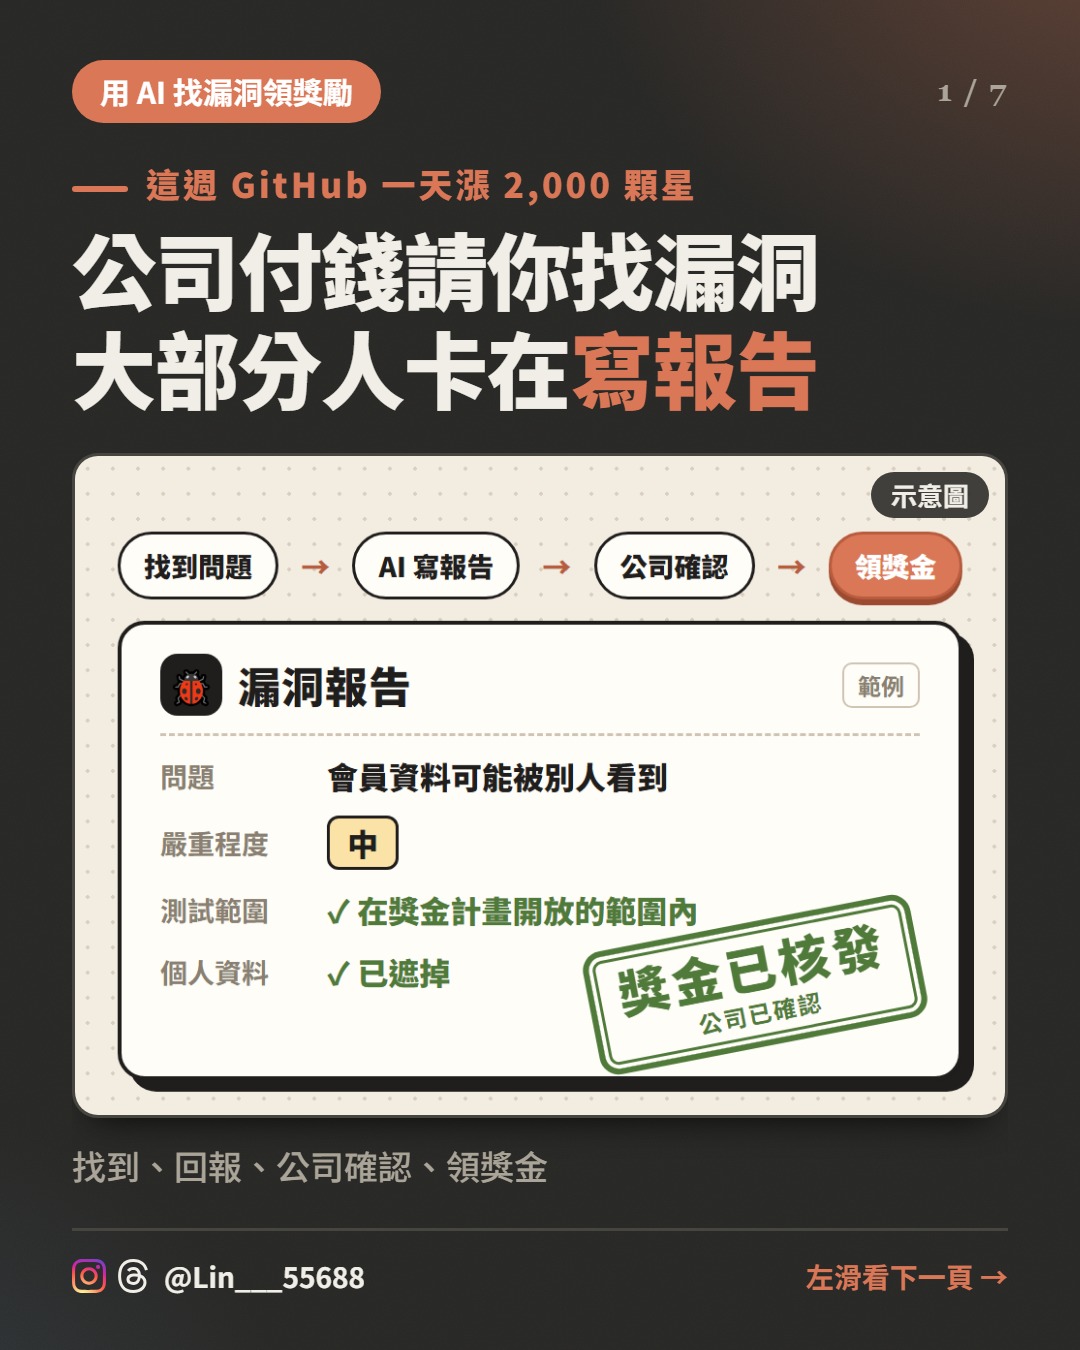 用 AI 找漏洞領獎勵
1 / 7
這週 GitHub 一天漲 2,000 顆星
公司付錢請你找漏洞
大部分人卡在寫報告
示意圖
找到問題 → AI 寫報告 → 公司確認 → 領獎金
漏洞報告
範例
問題 會員資料可能被別人看到
嚴重程度 中
測試範圍 ✓ 在獎金計畫開放的範圍內
個人資料 ✓ 已遮掉
獎金已核發
公司已確認
找到、回報、公司確認、領獎金
@Lin___55688
左滑看下一頁 →